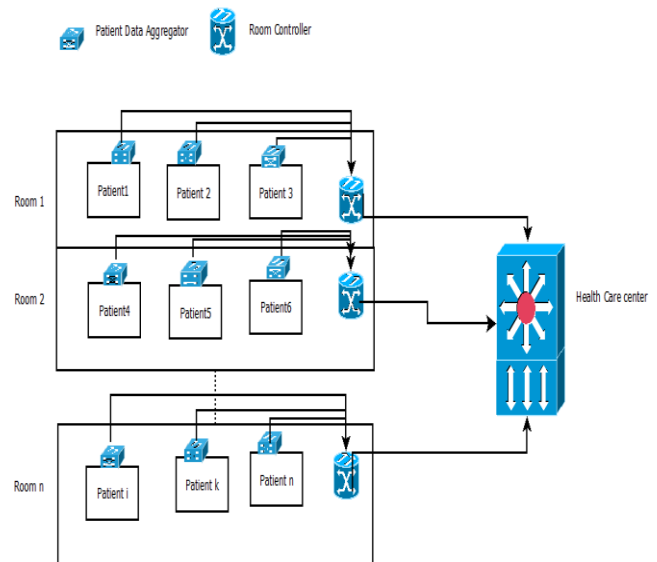 Patient Data Aggregator
Room Controller
Room 1
Patient1
Patient 2
Patient 3
Room 2
Patient4
Patient5
Patient6
Health Care center
Room n
Patient i
Patient k
Patient n